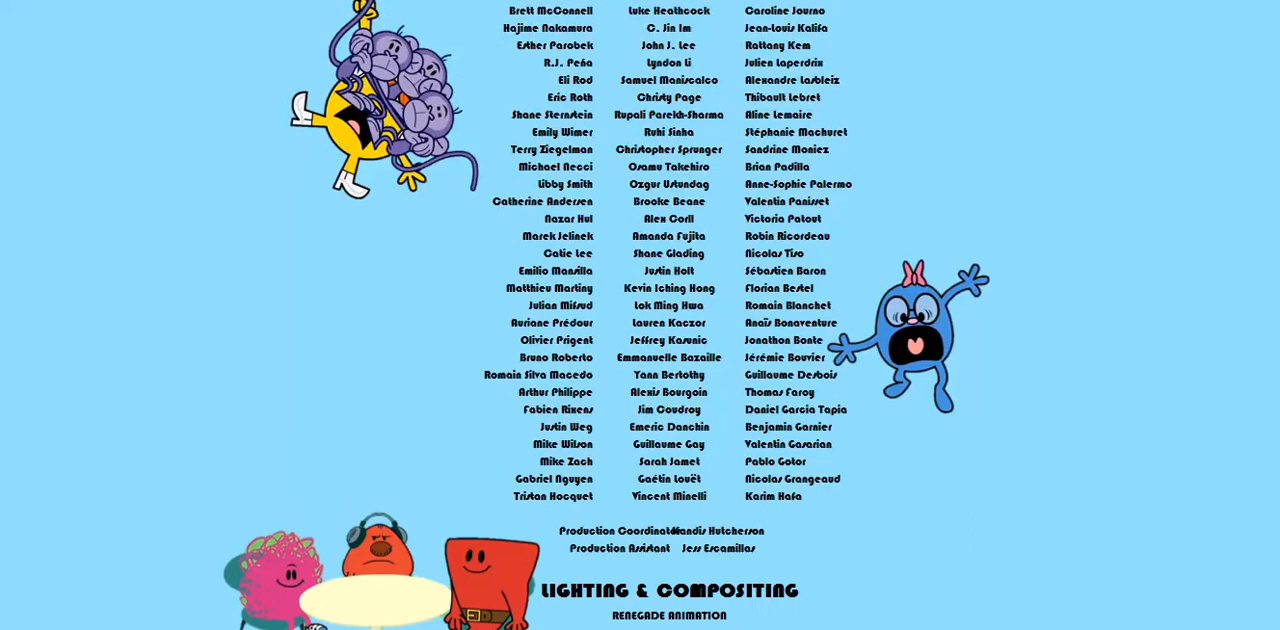 Brett McConnell Luke Heathcock Caroline Journo
Hajime Nakamura C. Jin Im Jean-Louis Kalifa
Esther Parobek John J. Lee Rattany Kem
R.J. Peña Lyndon Li Julien Laperdrix
Eli Rod Samuel Maniscalco Alexandre Lasbleiz
Eric Roth Christy Page Thibault Lebret
Shane Sternstein Rupali Parekh-Sharma Aline Lemaire
Emily Wimer Ruhi Sinha Stéphanie Machuret
Terry Ziegelman Christopher Sprunger Sandrine Moniez
Michael Necci Osamu Takehiro Brian Padilla
Libby Smith Ozgur Ustundag Anne-Sophie Palermo
Catherine Andersen Brooke Beane Valentin Panisset
Nazar Hul Alex Corll Victoria Patout
Marek Jelinek Amanda Fujita Robin Ricordeau
Catie Lee Shane Glading Nicolas Tiso
Emilio Mansilla Justin Holt Sébastien Baron
Matthieu Martiny Kevin Iching Hong Florian Bestel
Julian Mifsud Lok Ming Hwa Romain Blanchet
Auriane Prédour Lauren Kaczor Anaïs Bonaventure
Olivier Prigent Jeffrey Kasunic Jonathon Bonte
Bruno Roberto Emmanuelle Bazaille Jérémie Bouvier
Romain Silva Macedo Yann Bertothy Guillaume Desbois
Arthur Philippe Alexis Bourgoin Thomas Faroy
Fabien Rixens Jim Coudroy Daniel Garcia Tapia
Justin Weg Emeric Danchin Benjamin Garnier
Mike Wilson Guillaume Gay Valentin Gasarian
Mike Zach Sarah Jamet Pablo Gotor
Gabriel Nguyen Gaétin Louët Nicolas Grangeaud
Tristan Hocquet Vincent Minelli Karim Hafa
Production Coordinator Kandis Hutcherson
Production Assistant Jess Escamillas
LIGHTING & COMPOSITING
RENEGADE ANIMATION